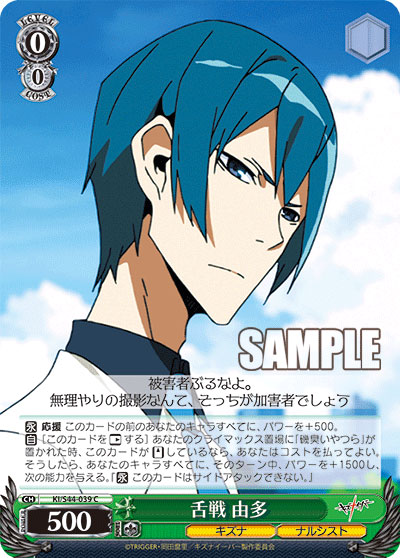 LEVEL
0
0
COST
SAMPLE
被害者ぶるなよ。
無理やりの撮影なんて、そっちが加害者でしょう
永 応援 このカードの前のあなたのキャラすべてに、パワーを+500。
自 [このカードをする] あなたのクライマックス置場に「磯臭いやつら」が
置かれた時、このカードがしているなら、あなたはコストを払ってよい。
そうしたら、あなたのキャラすべてに、そのターン中、パワーを+1500し、
次の能力を与える。『永 このカードはサイドアタックできない。』
CH
KI/S44-039 C
POWER
500
舌戦 由多
キズナイーバー
キズナ
ナルシスト
©TRIGGER・岡田麿里/キズナイーバー製作委員会